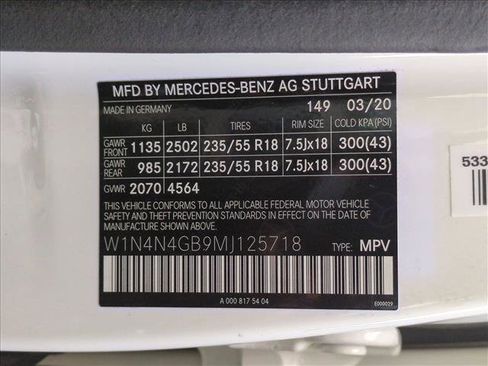 MFD BY MERCEDES-BENZ AG STUTTGART
MADE IN GERMANY 149 03/20
KG LB TIRES RIMS COLD KPA(PSI)
GAWR FRONT 1135 2502 235/55 R18 7.5Jx18 300(43)
GAWR REAR 985 2172 235/55 R18 7.5Jx18 300(43)
GVWR 2070 4564
THIS VEHICLE CONFORMS TO ALL APPLICABLE FEDERAL MOTOR VEHICLE
SAFETY AND THEFT PREVENTION STANDARDS IN EFFECT
ON THE DATE OF MANUFACTURE SHOWN ABOVE.
W1N4N4GB9MJ125718 TYPE: MPV
A 000 817 54 04 E000029
533